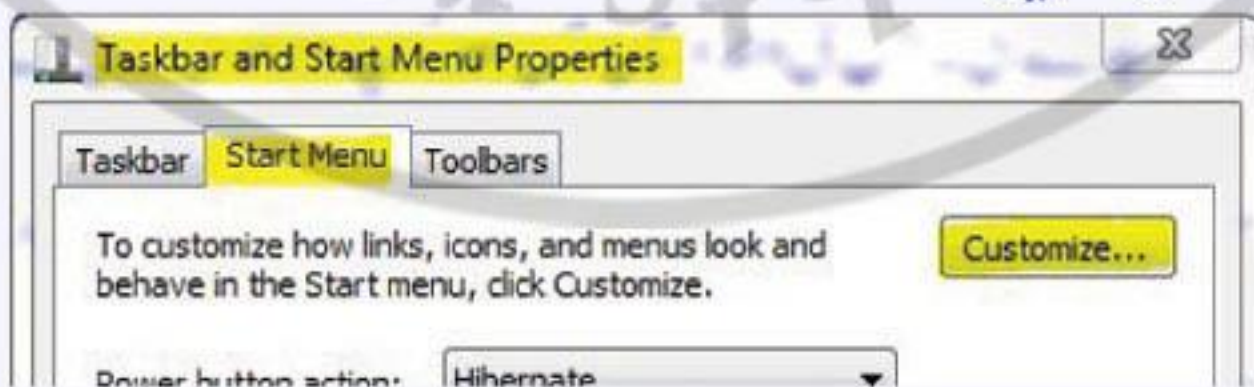 Taskbar and Start Menu Properties
Taskbar Start Menu Toolbars
To customize how links, icons, and menus look and
behave in the Start menu, click Customize.
Customize...
Power button action: Hibernate